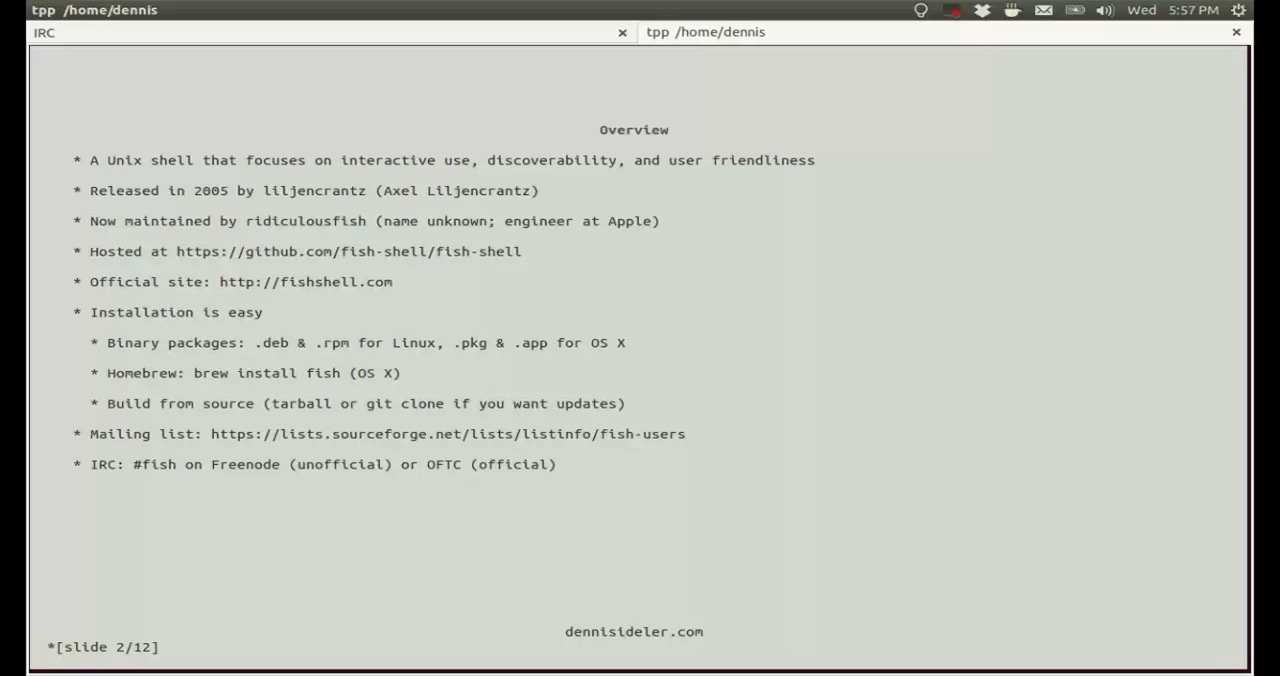 tpp /home/dennis
Wed 5:57 PM
IRC
tpp /home/dennis
Overview
* A Unix shell that focuses on interactive use, discoverability, and user friendliness
* Released in 2005 by liljencrantz (Axel Liljencrantz)
* Now maintained by ridiculousfish (name unknown; engineer at Apple)
* Hosted at https://github.com/fish-shell/fish-shell
* Official site: http://fishshell.com
* Installation is easy
* Binary packages: .deb & .rpm for Linux, .pkg & .app for OS X
* Homebrew: brew install fish (OS X)
* Build from source (tarball or git clone if you want updates)
* Mailing list: https://lists.sourceforge.net/lists/listinfo/fish-users
* IRC: #fish on Freenode (unofficial) or OFTC (official)
dennisideler.com
*[slide 2/12]